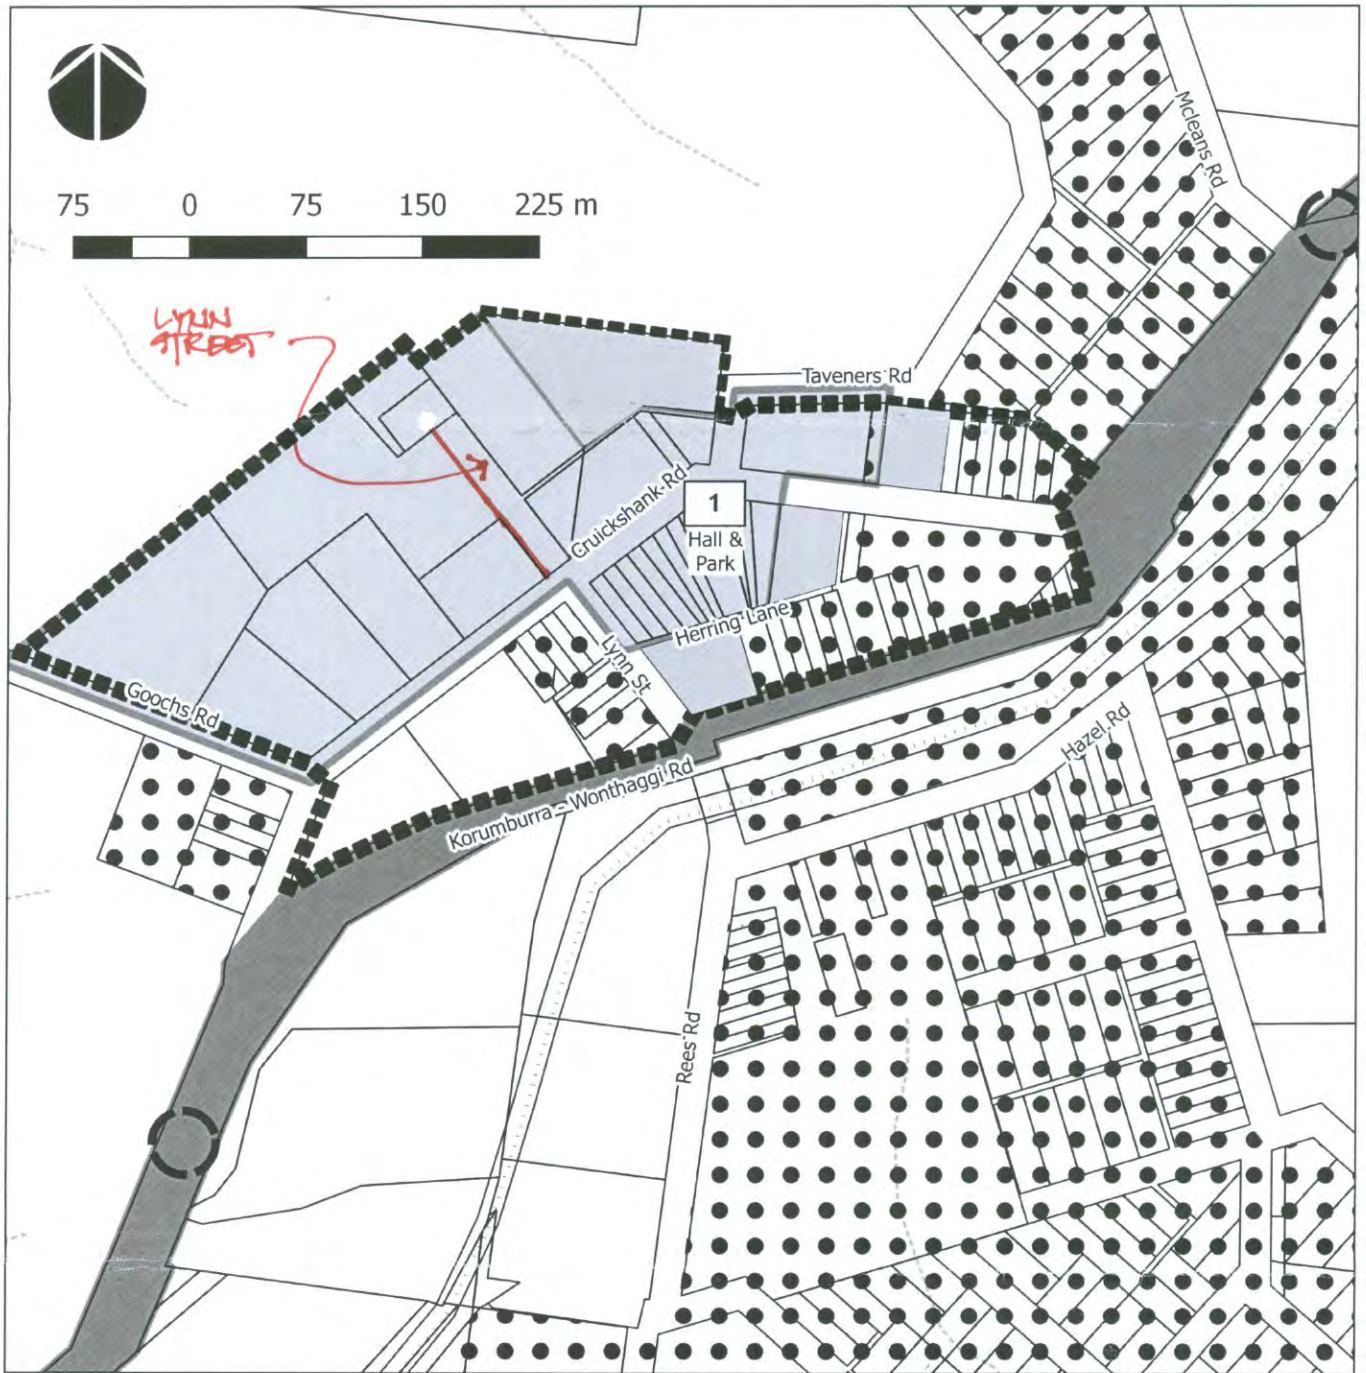 Mcleans Rd
75 0 75 150 225 m
LYNN
STREET
Taveners Rd
Cruickshank Rd
1
Hall &
Park
Herring Lane
Lynn St
Goochs Rd
Hazel Rd
Korumburra - Wonthaggi Rd
Rees Rd